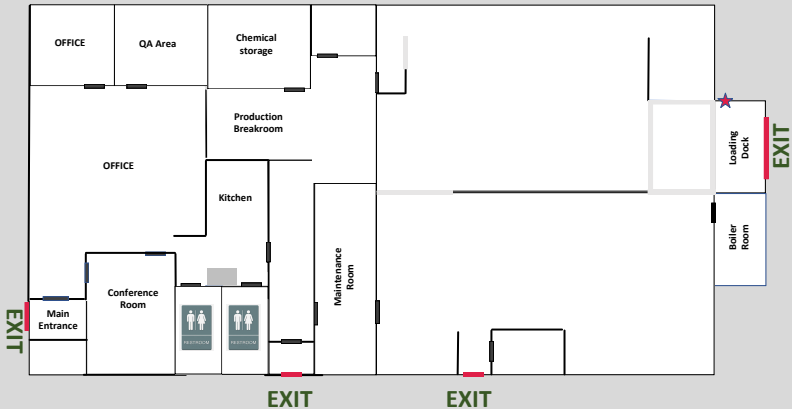 OFFICE
QA Area
Chemical
storage
Production
Breakroom
OFFICE
Kitchen
Loading
Dock
EXIT
Boiler
Room
Maintenance
Room
Conference
Room
Main
Entrance
EXIT
RESTROOM
RESTROOM
EXIT
EXIT